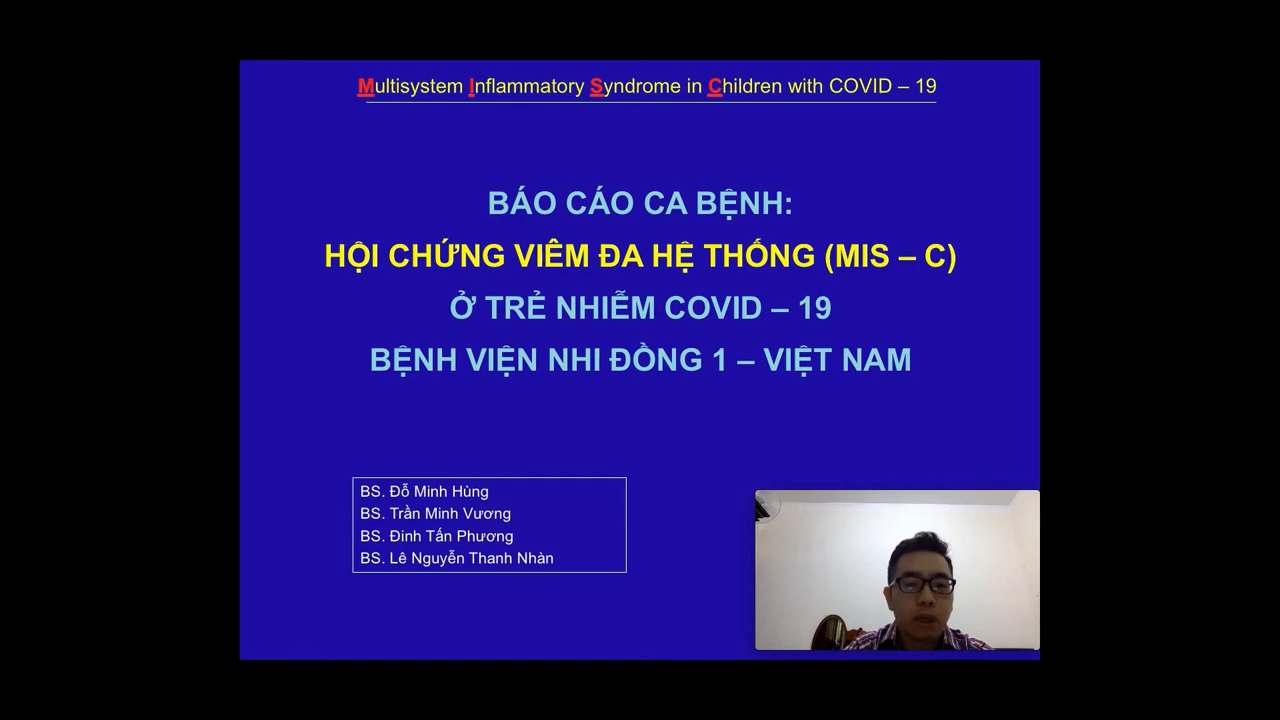 Multisystem Inflammatory Syndrome in Children with COVID – 19
BÁO CÁO CA BỆNH:
HỘI CHỨNG VIÊM ĐA HỆ THỐNG (MIS – C)
Ở TRẺ NHIỄM COVID – 19
BỆNH VIỆN NHI ĐỒNG 1 – VIỆT NAM
BS. Đỗ Minh Hùng
BS. Trần Minh Vương
BS. Đinh Tấn Phương
BS. Lê Nguyễn Thanh Nhàn